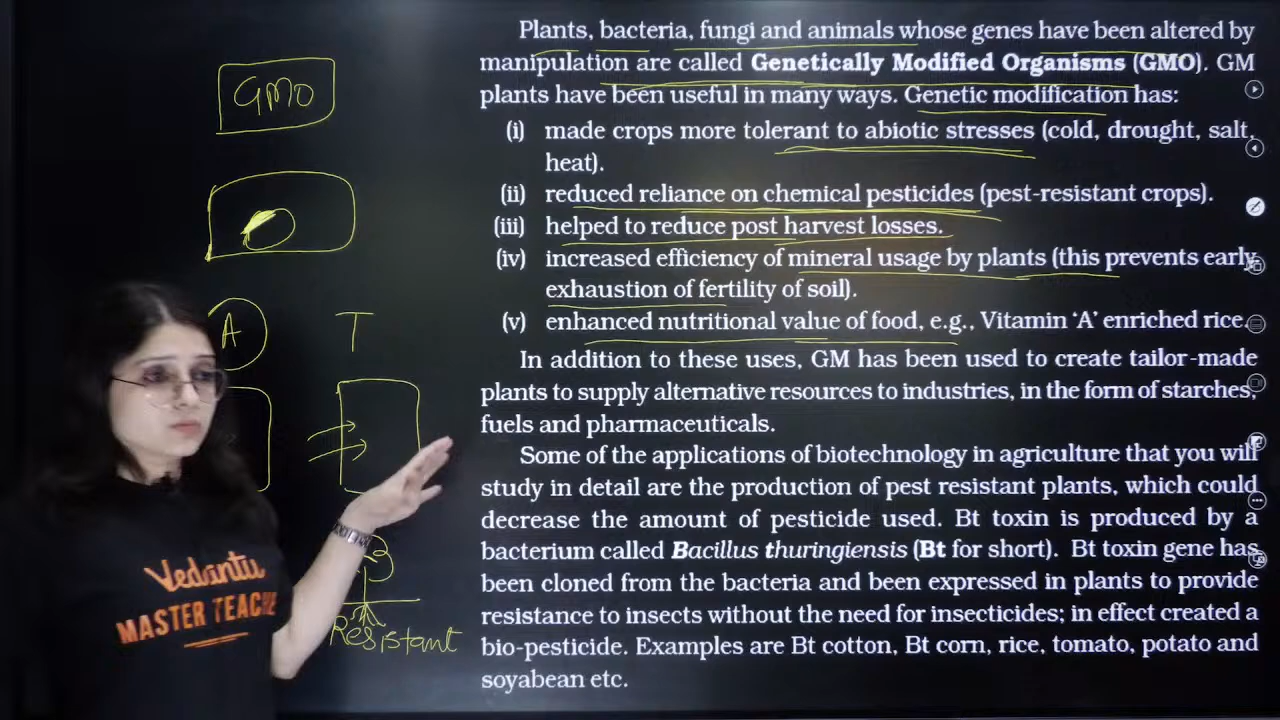 GMO
A
T
B
Resistant
Vedantu
MASTER TEACHE
Plants, bacteria, fungi and animals whose genes have been altered by
manipulation are called Genetically Modified Organisms (GMO). GM
plants have been useful in many ways. Genetic modification has:
(i) made crops more tolerant to abiotic stresses (cold, drought, salt,
heat).
(ii) reduced reliance on chemical pesticides (pest-resistant crops).
(iii) helped to reduce post harvest losses.
(iv) increased efficiency of mineral usage by plants (this prevents early
exhaustion of fertility of soil).
(v) enhanced nutritional value of food, e.g., Vitamin ‘A’ enriched rice.
In addition to these uses, GM has been used to create tailor-made
plants to supply alternative resources to industries, in the form of starches,
fuels and pharmaceuticals.
Some of the applications of biotechnology in agriculture that you will
study in detail are the production of pest resistant plants, which could
decrease the amount of pesticide used. Bt toxin is produced by a
bacterium called Bacillus thuringiensis (Bt for short). Bt toxin gene has
been cloned from the bacteria and been expressed in plants to provide
resistance to insects without the need for insecticides; in effect created a
bio-pesticide. Examples are Bt cotton, Bt corn, rice, tomato, potato and
soyabean etc.